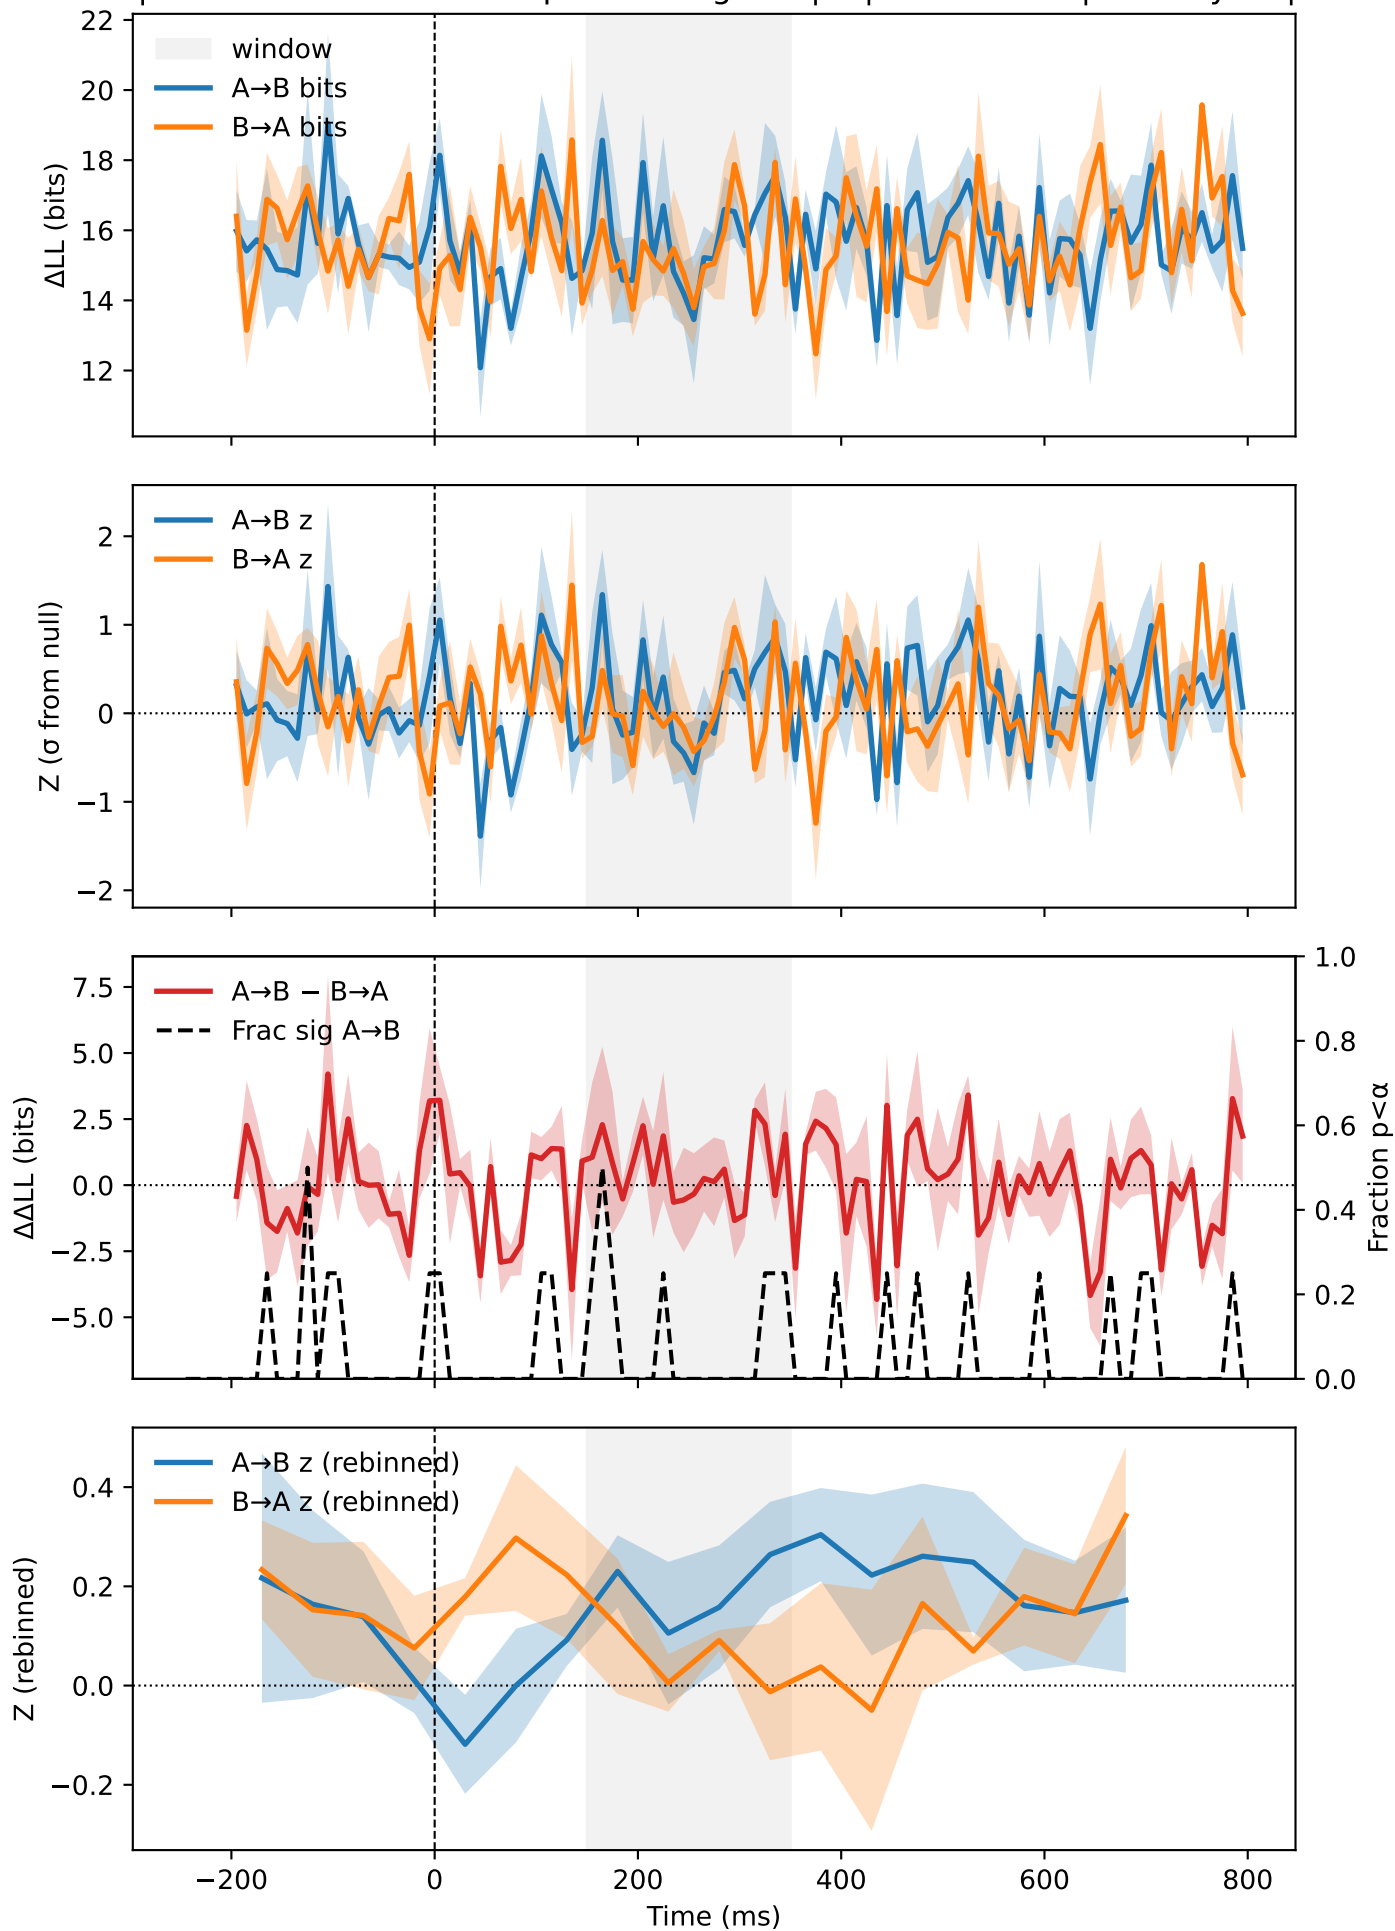 22
20
18
16
14
12
ΔLL (bits)
window
A→B bits
B→A bits
2
1
0
−1
−2
Z (σ from null)
A→B z
B→A z
7.5
5.0
2.5
0.0
−2.5
−5.0
ΔΔLL (bits)
A→B − B→A
Frac sig A→B
1.0
0.8
0.6
0.4
0.2
0.0
Fraction p<α
0.4
0.2
0.0
−0.2
Z (rebinned)
A→B z (rebinned)
B→A z (rebinned)
−200
0
200
400
600
800
Time (ms)